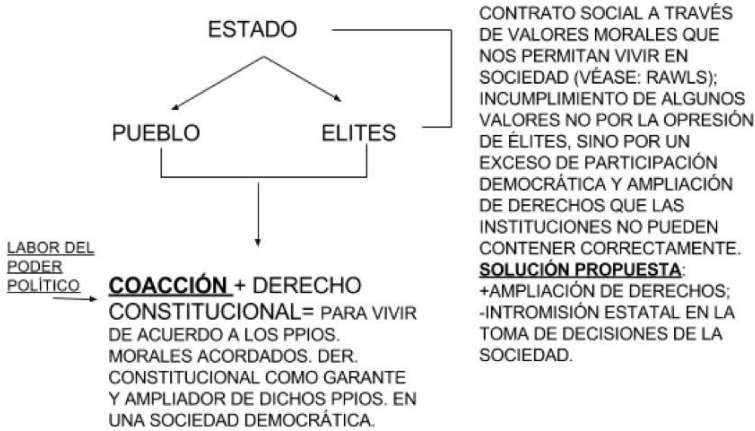 ESTADO
PUEBLO
ELITES
LABOR DEL
PODER
POLÍTICO
COACCIÓN + DERECHO
CONSTITUCIONAL= PARA VIVIR
DE ACUERDO A LOS PPIOS.
MORALES ACORDADOS. DER.
CONSTITUCIONAL COMO GARANTE
Y AMPLIADOR DE DICHOS PPIOS. EN
UNA SOCIEDAD DEMOCRÁTICA.
CONTRATO SOCIAL A TRAVÉS
DE VALORES MORALES QUE
NOS PERMITAN VIVIR EN
SOCIEDAD (VÉASE: RAWLS);
INCUMPLIMIENTO DE ALGUNOS
VALORES NO POR LA OPRESIÓN
DE ÉLITES, SINO POR UN
EXCESO DE PARTICIPACIÓN
DEMOCRÁTICA Y AMPLIACIÓN
DE DERECHOS QUE LAS
INSTITUCIONES NO PUEDEN
CONTENER CORRECTAMENTE.
SOLUCIÓN PROPUESTA:
+AMPLIACIÓN DE DERECHOS;
-INTROMISIÓN ESTATAL EN LA
TOMA DE DECISIONES DE LA
SOCIEDAD.